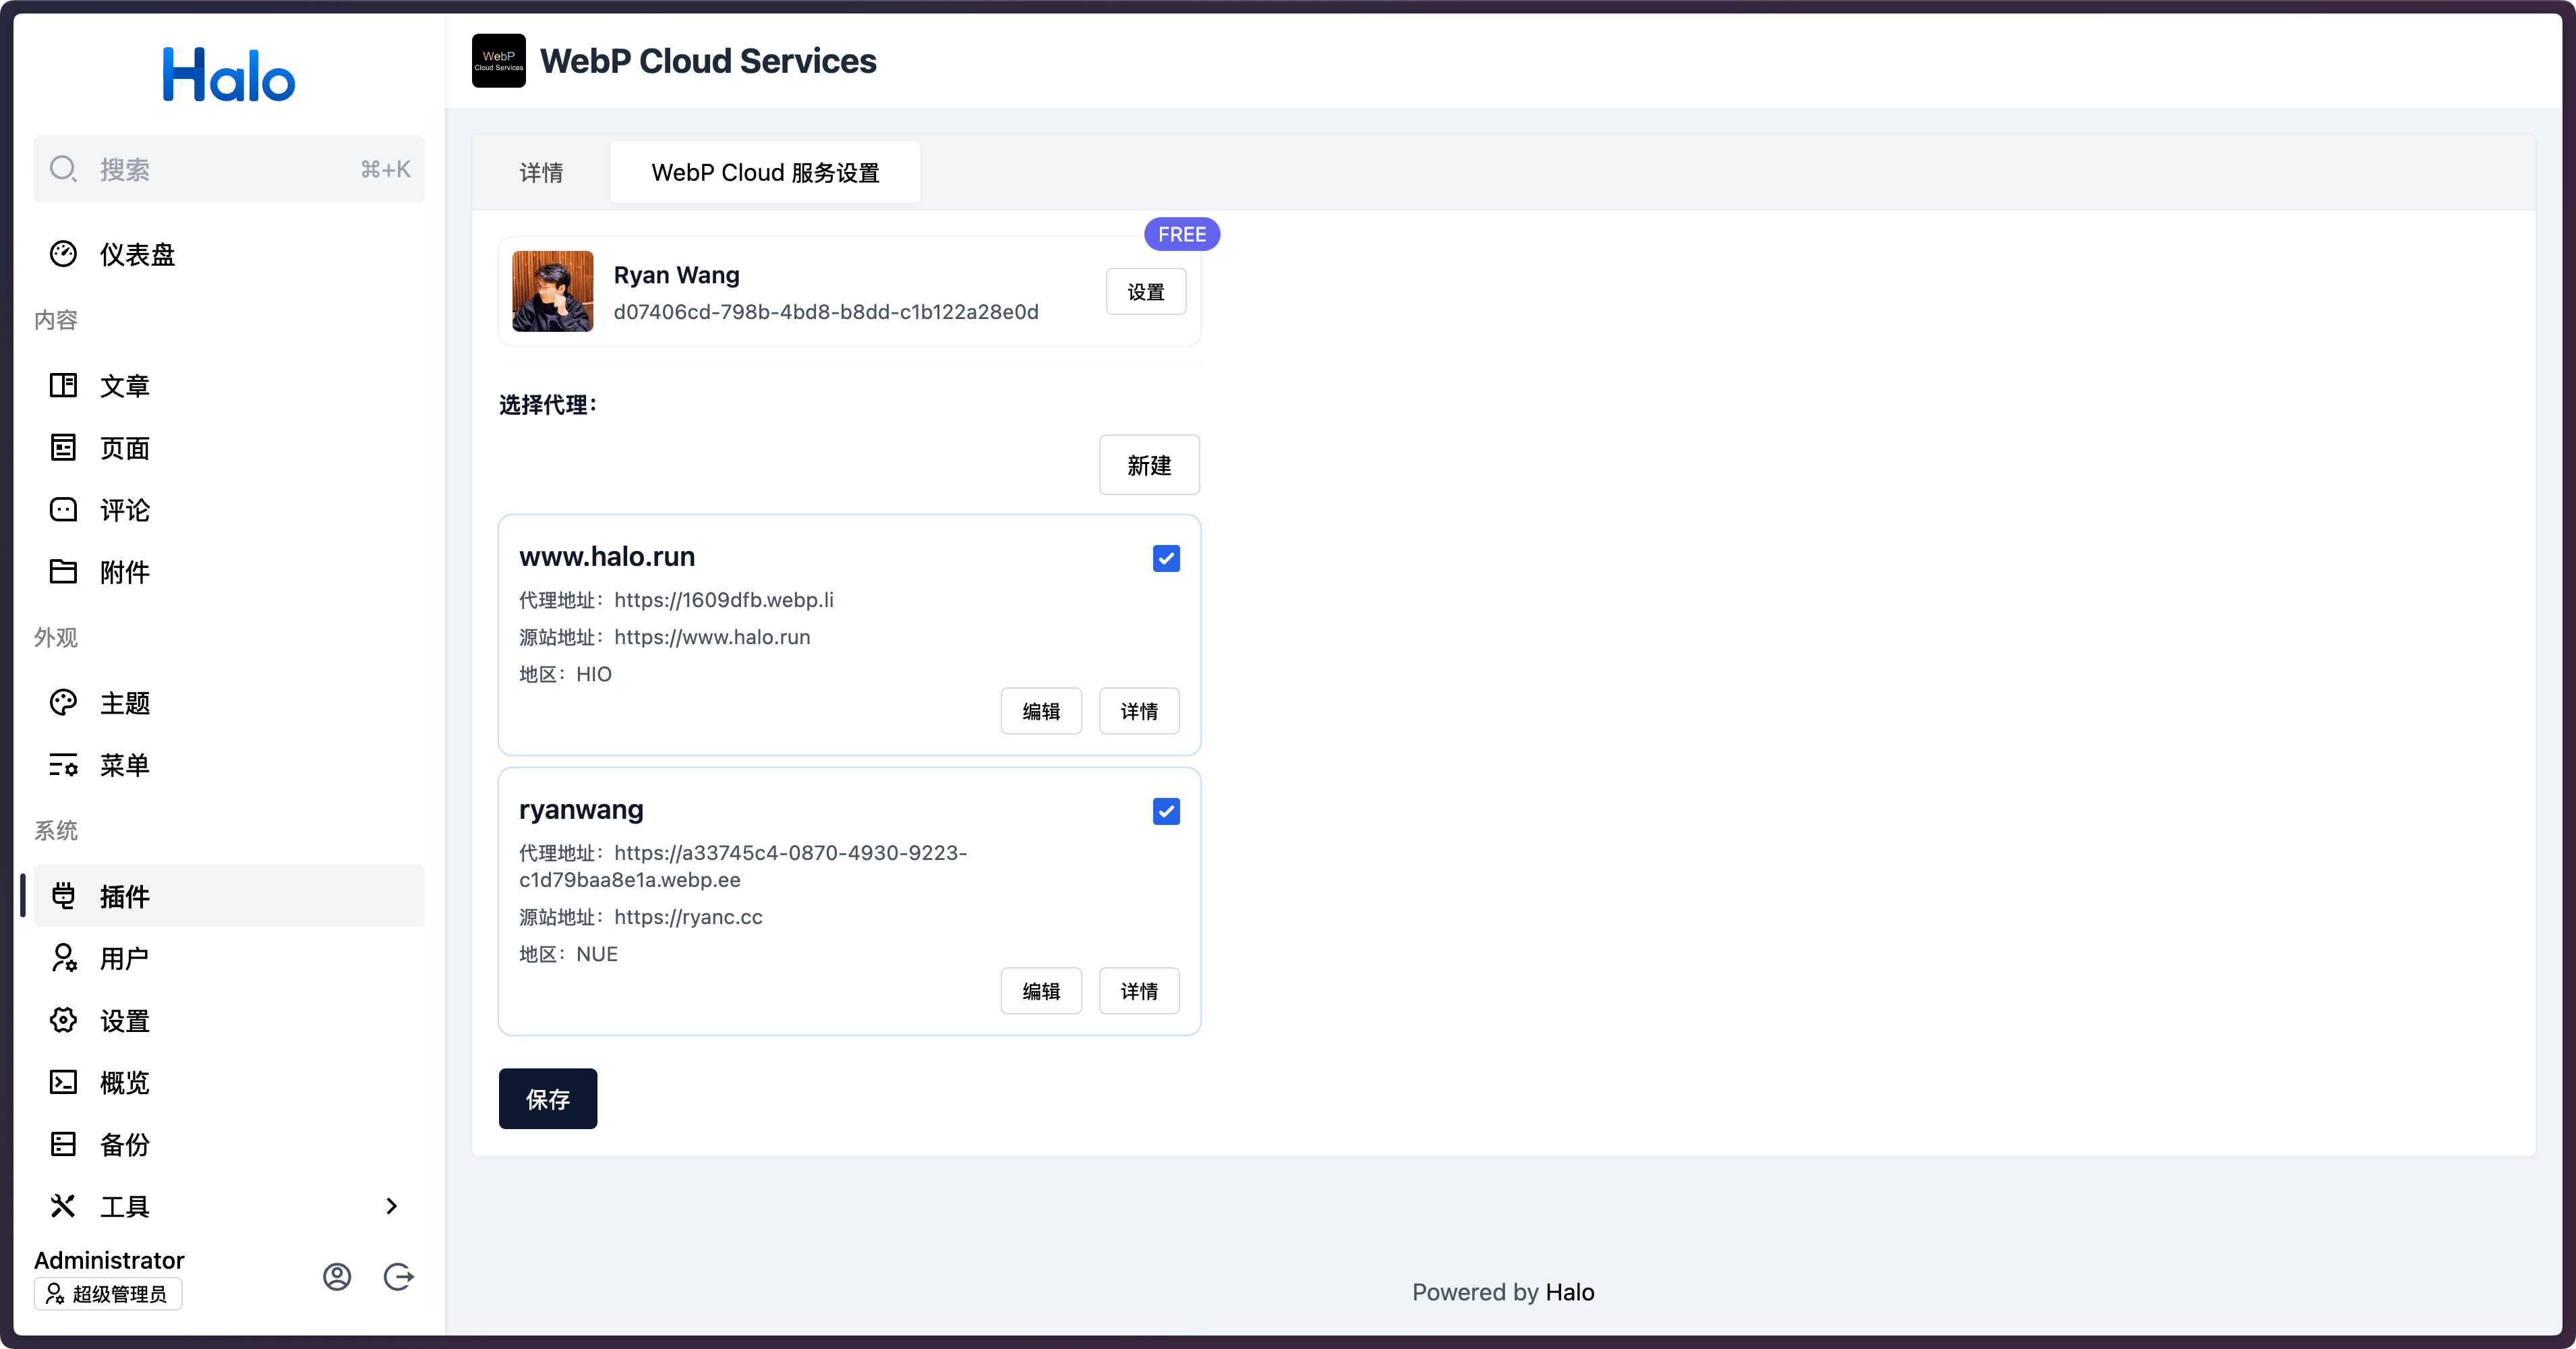 Halo
搜索
⌘+K
仪表盘
内容
文章
页面
评论
附件
外观
主题
菜单
系统
插件
用户
设置
概览
备份
工具
Administrator
超级管理员
WebP
Cloud Services
WebP Cloud Services
详情
WebP Cloud 服务设置
FREE
Ryan Wang
d07406cd-798b-4bd8-b8dd-c1b122a28e0d
设置
选择代理：
新建
www.halo.run
代理地址：https://1609dfb.webp.li
源站地址：https://www.halo.run
地区：HIO
编辑
详情
ryanwang
代理地址：https://a33745c4-0870-4930-9223-
c1d79baa8e1a.webp.ee
源站地址：https://ryanc.cc
地区：NUE
编辑
详情
保存
Powered by Halo